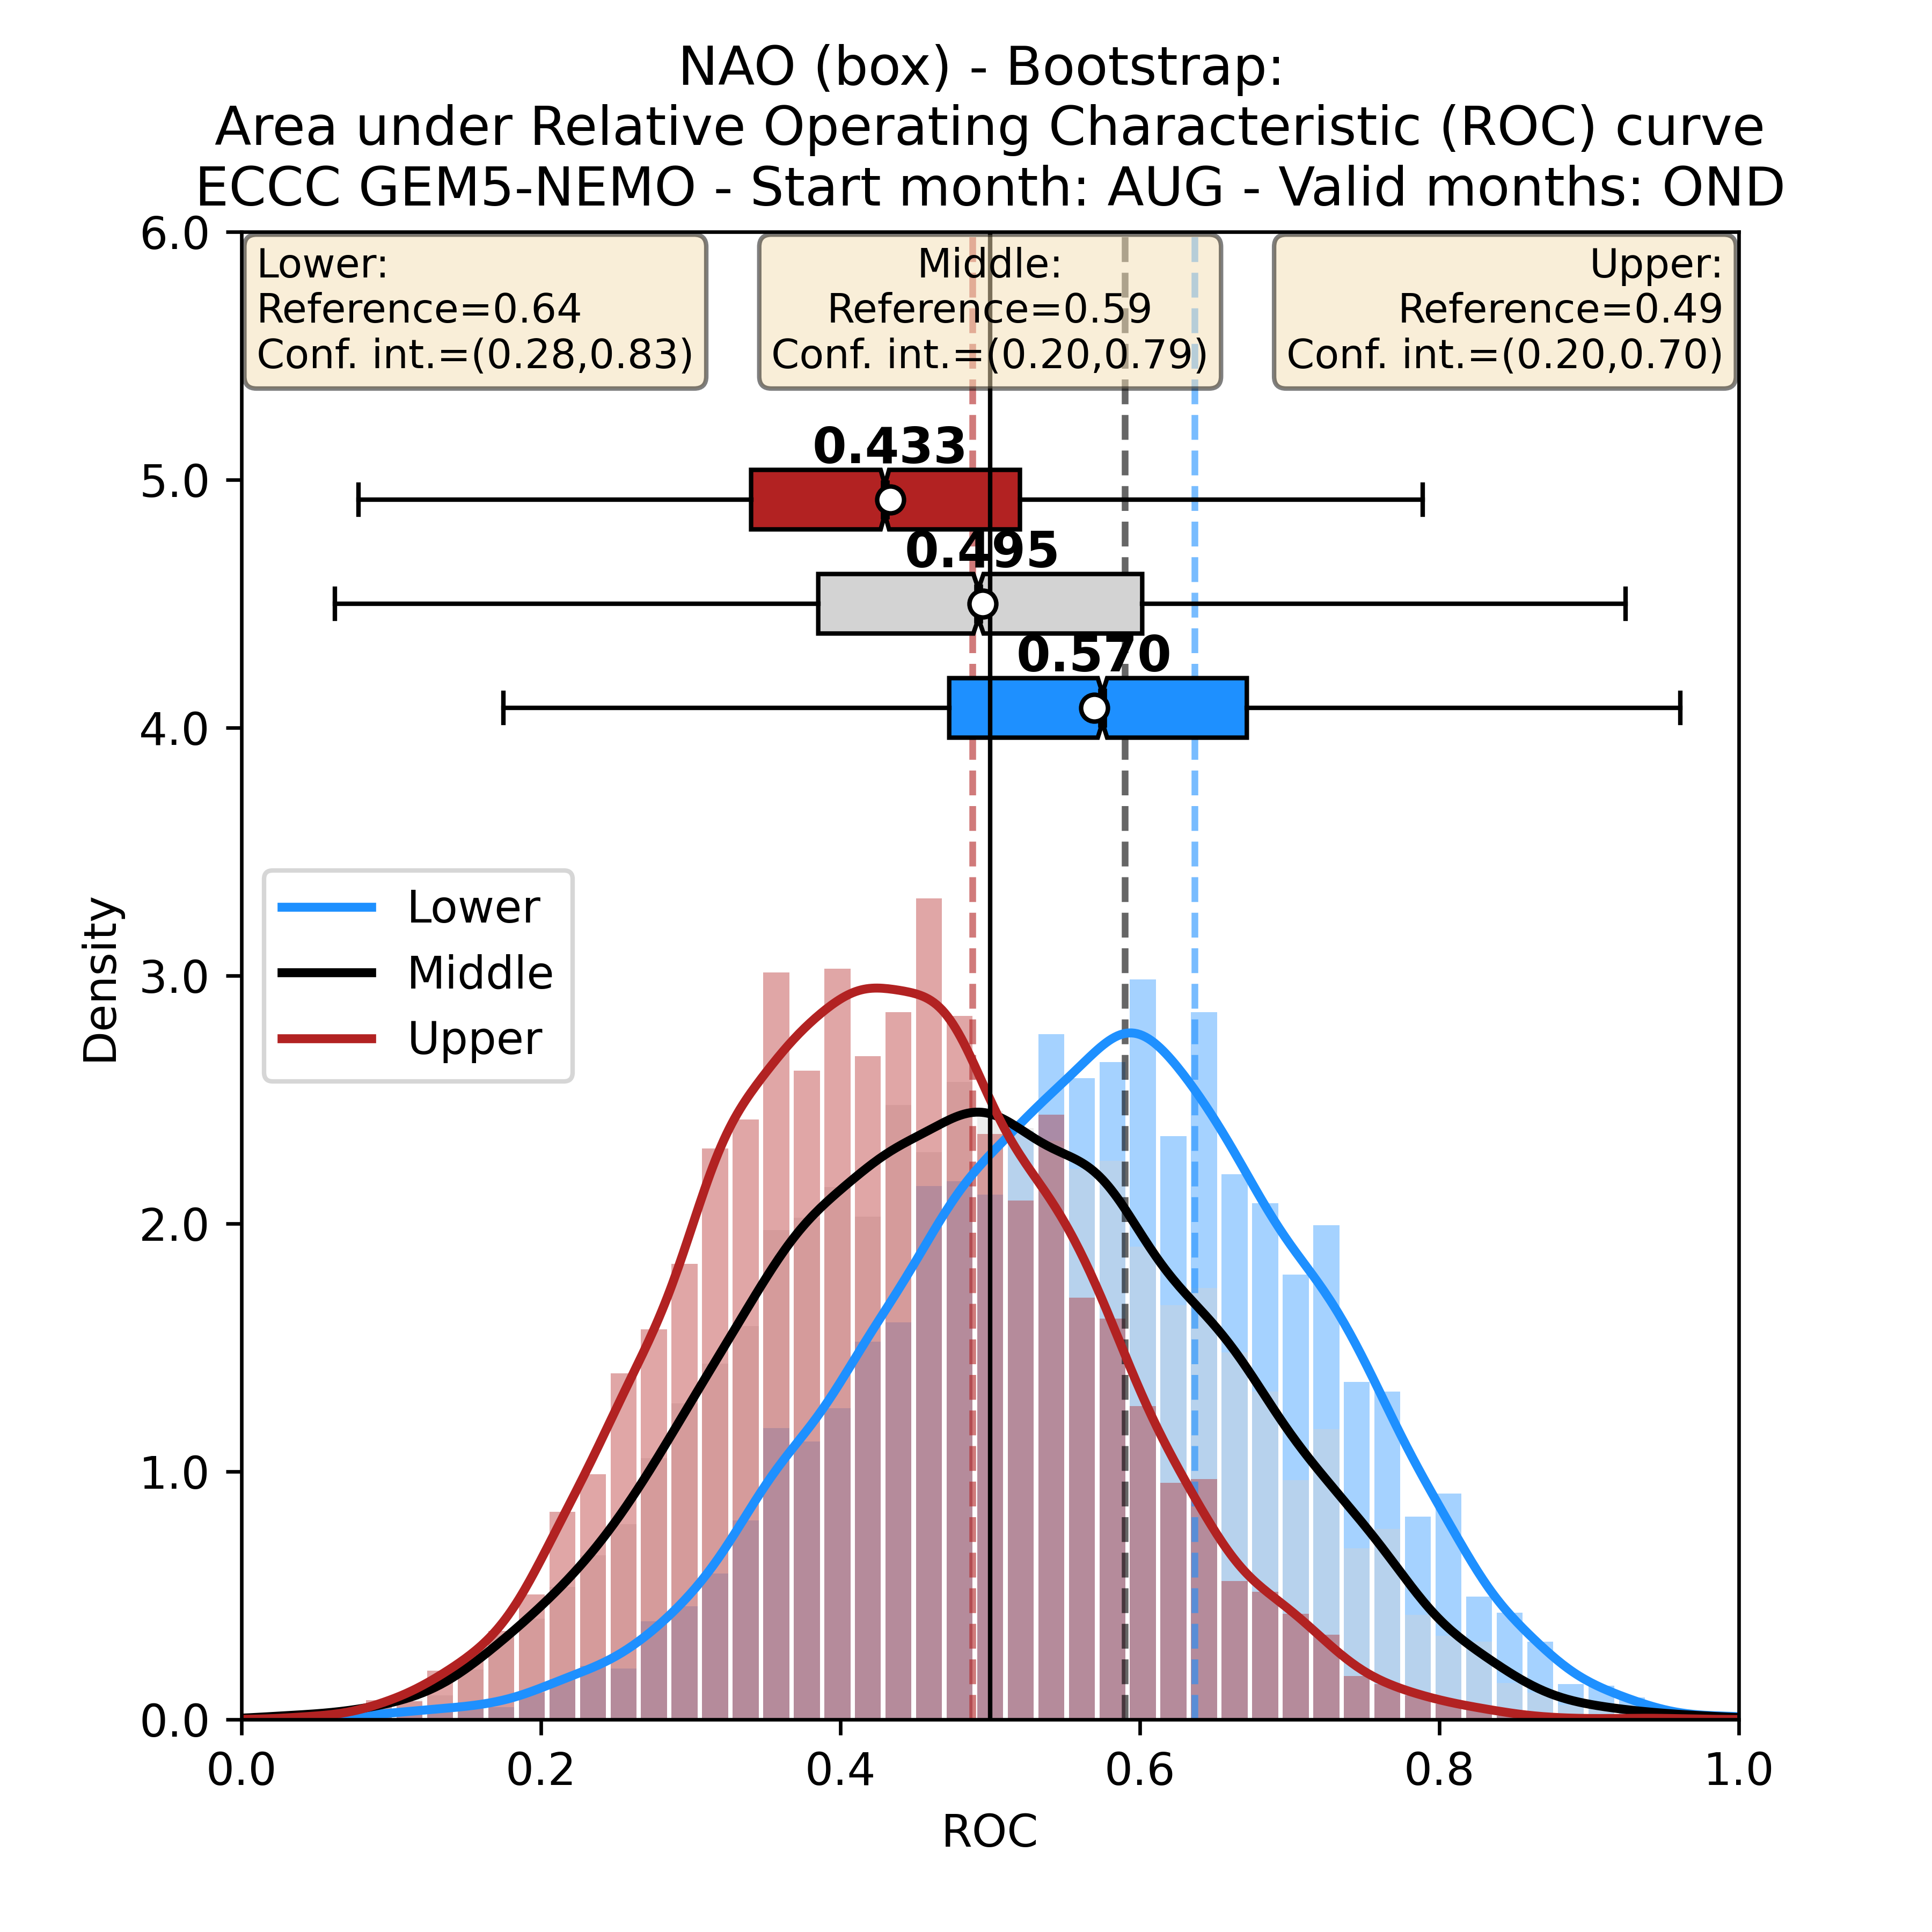 NAO (box) - Bootstrap:
Area under Relative Operating Characteristic (ROC) curve
ECCC GEM5-NEMO - Start month: AUG - Valid months: OND
6.0
Lower:
Reference=0.64
Conf. int.=(0.28,0.83)
Middle:
Reference=0.59
Conf. int.=(0.20,0.79)
Upper:
Reference=0.49
Conf. int.=(0.20,0.70)
0.433
5.0
0.495
0.570
4.0
Lower
Middle
Upper
Density
3.0
2.0
1.0
0.0
0.0 0.2 0.4 0.6 0.8 1.0
ROC